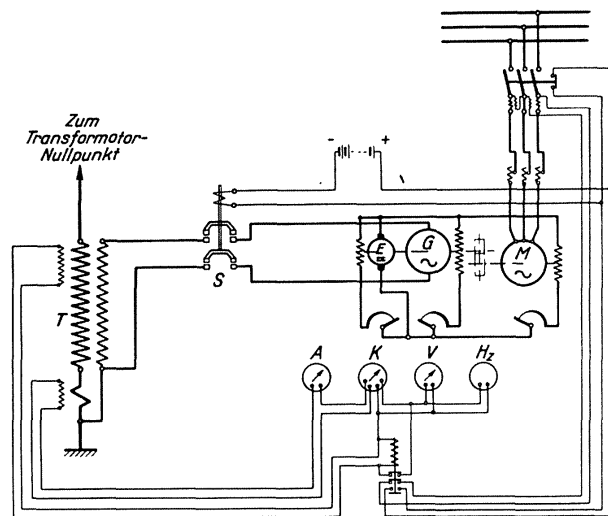 Zum
Transformator-
Nullpunkt
- +
S
T
E
G
M
A
K
V
Hz